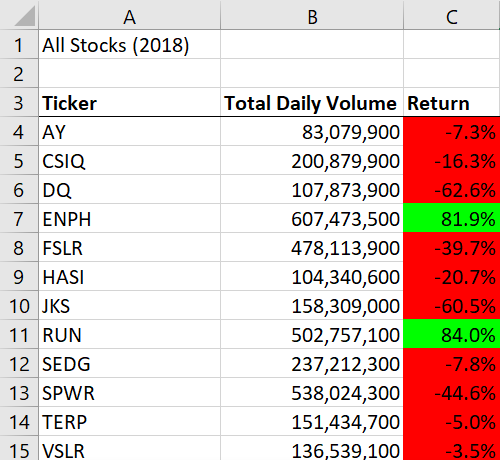 A B C
1 All Stocks (2018)
2
3 Ticker Total Daily Volume Return
4 AY 83,079,900 -7.3%
5 CSIQ 200,879,900 -16.3%
6 DQ 107,873,900 -62.6%
7 ENPH 607,473,500 81.9%
8 FSLR 478,113,900 -39.7%
9 HASI 104,340,600 -20.7%
10 JKS 158,309,000 -60.5%
11 RUN 502,757,100 84.0%
12 SEDG 237,212,300 -7.8%
13 SPWR 538,024,300 -44.6%
14 TERP 151,434,700 -5.0%
15 VSLR 136,539,100 -3.5%